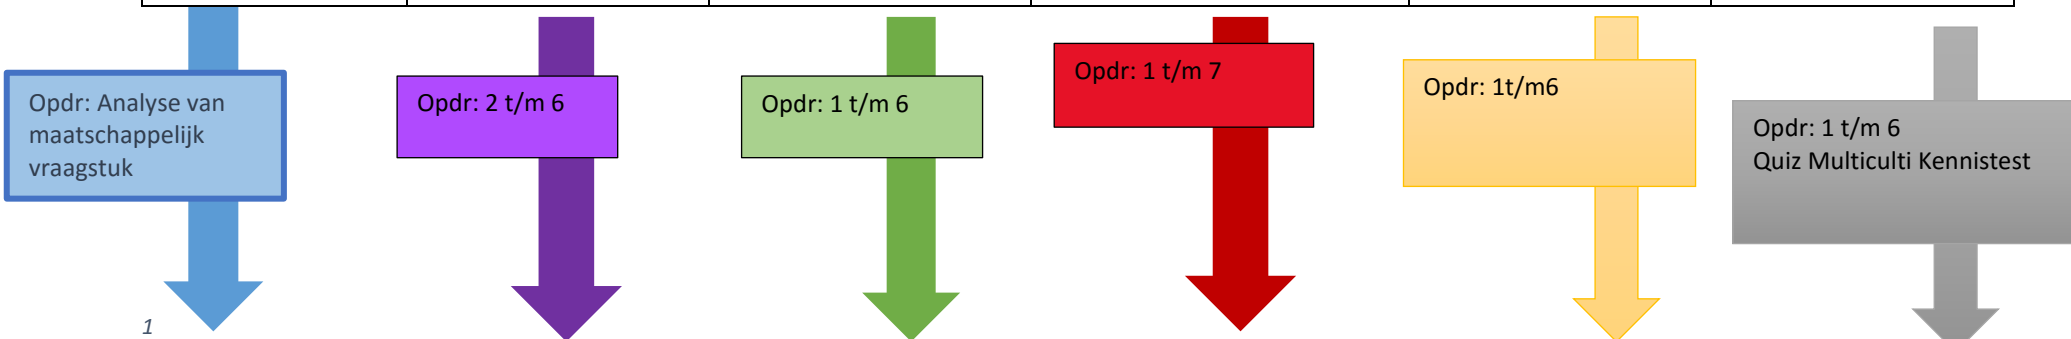 Opdr: Analyse van
maatschappelijk
vraagstuk
Opdr: 2 t/m 6
Opdr: 1 t/m 6
Opdr: 1 t/m 7
Opdr: 1t/m6
Opdr: 1 t/m 6
Quiz Multiculti Kennistest
1